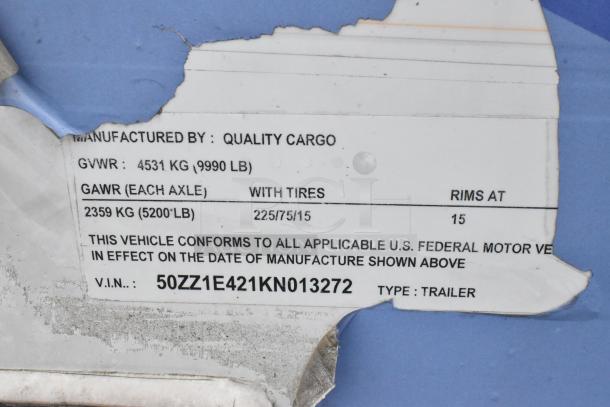 MANUFACTURED BY : QUALITY CARGO
GVWR : 4531 KG (9990 LB)
GAWR (EACH AXLE) WITH TIRES RIMS AT
2359 KG (5200 LB) 225/75/15 15
THIS VEHICLE CONFORMS TO ALL APPLICABLE U.S. FEDERAL MOTOR VE
IN EFFECT ON THE DATE OF MANUFACTURE SHOWN ABOVE
V.I.N.. : 50ZZ1E421KN013272 TYPE : TRAILER